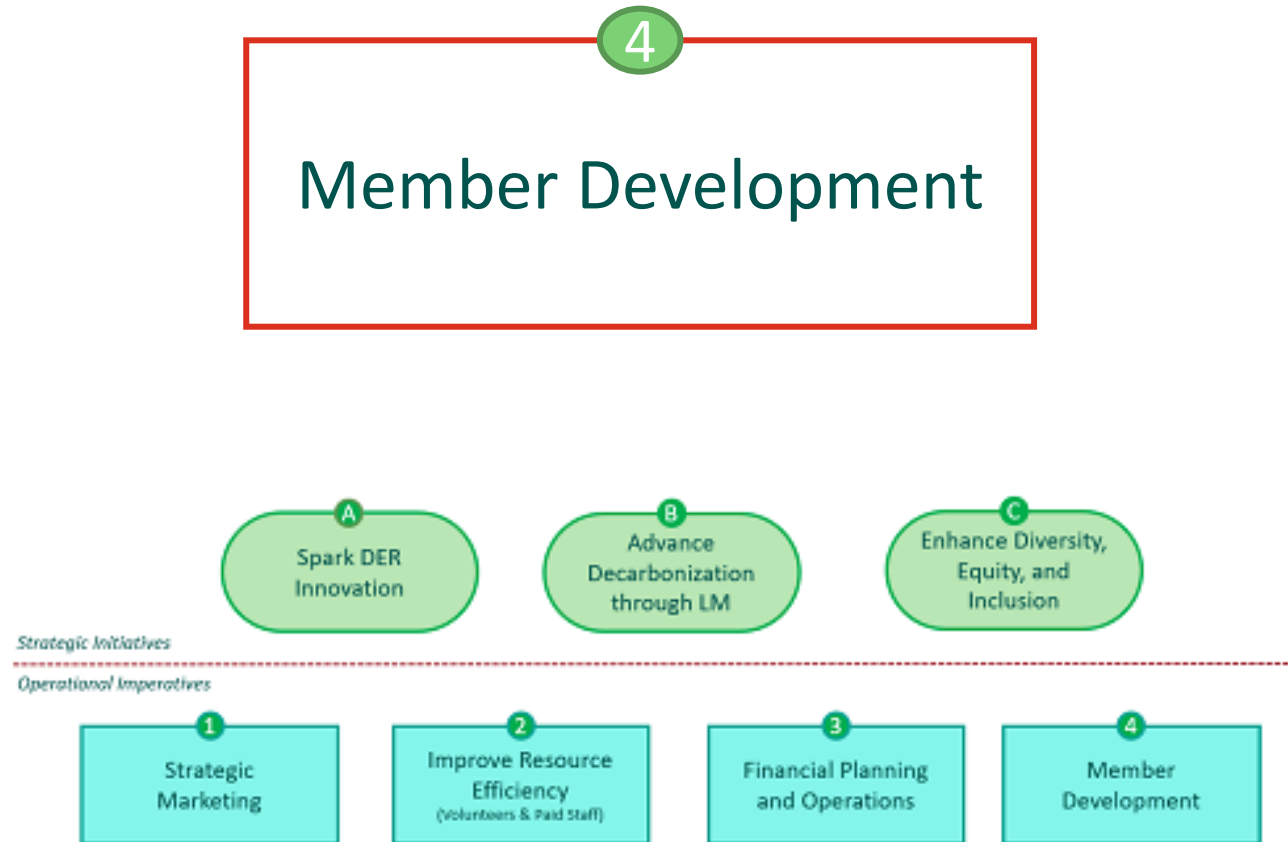 4
Member Development
A
Spark DER
Innovation
B
Advance
Decarbonization
through LM
C
Enhance Diversity,
Equity, and
Inclusion
Strategic Initiatives
Operational Imperatives
1
Strategic
Marketing
2
Improve Resource
Efficiency
(Volunteers & Paid Staff)
3
Financial Planning
and Operations
4
Member
Development